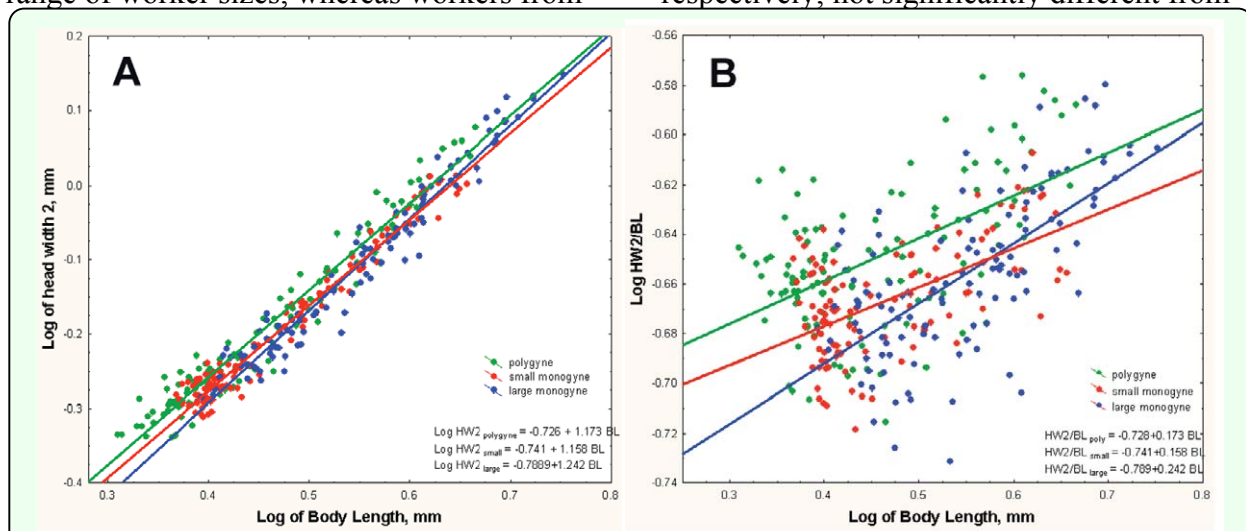 range of worker sizes, whereas workers from
respectively, not significantly different from
A
0.2
0.1
0.0
-0.1
-0.2
-0.3
-0.4
Log of head width 2, mm
polygyne
small monogyne
large monogyne
Log HW2 polygyne = -0.726 + 1.173 BL
Log HW2 small = -0.741 + 1.158 BL
Log HW2 large = -0.7889+1.242 BL
0.3 0.4 0.5 0.6 0.7 0.8
Log of Body Length, mm
B
-0.56
-0.58
-0.60
-0.62
-0.64
-0.66
-0.68
-0.70
-0.72
-0.74
Log HW2/BL
polygyne
small monogyne
large monogyne
HW2/BL poly = -0.728+0.173 BL
HW2/BL small = -0.741+0.158 BL
HW2/BL large = -0.789+0.242 BL
0.3 0.4 0.5 0.6 0.7 0.8
Log of Body Length, mm